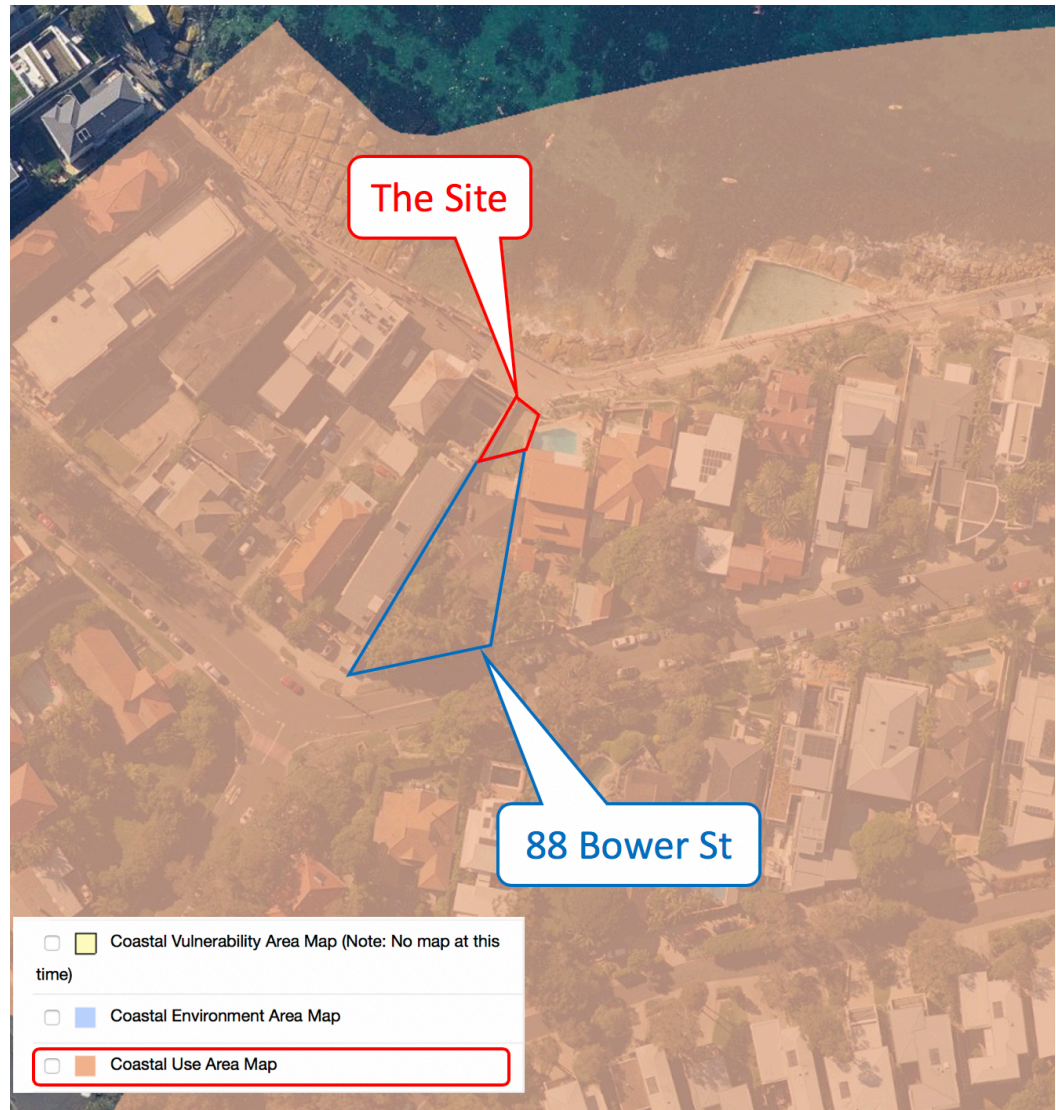 The Site
88 Bower St
Coastal Vulnerability Area Map (Note: No map at this
time)
Coastal Environment Area Map
Coastal Use Area Map